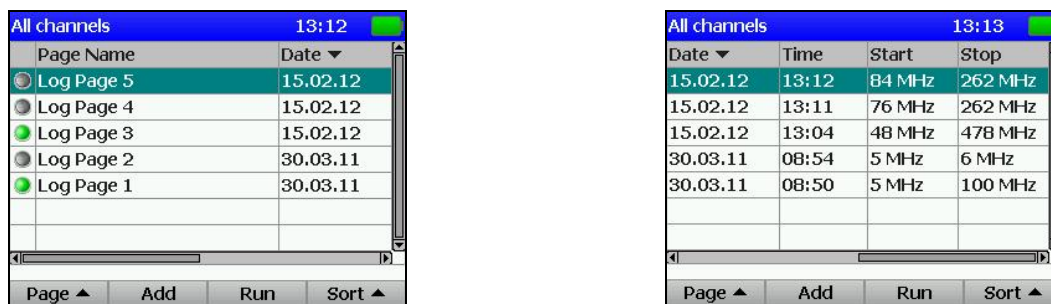 All channels 13:12
Page Name Date ▼
Log Page 5 15.02.12
Log Page 4 15.02.12
Log Page 3 15.02.12
Log Page 2 30.03.11
Log Page 1 30.03.11
Page ▲ Add Run Sort ▲
All channels 13:13
Date ▼ Time Start Stop
15.02.12 13:12 84 MHz 262 MHz
15.02.12 13:11 76 MHz 262 MHz
15.02.12 13:04 48 MHz 478 MHz
30.03.11 08:54 5 MHz 6 MHz
30.03.11 08:50 5 MHz 100 MHz
Page ▲ Add Run Sort ▲